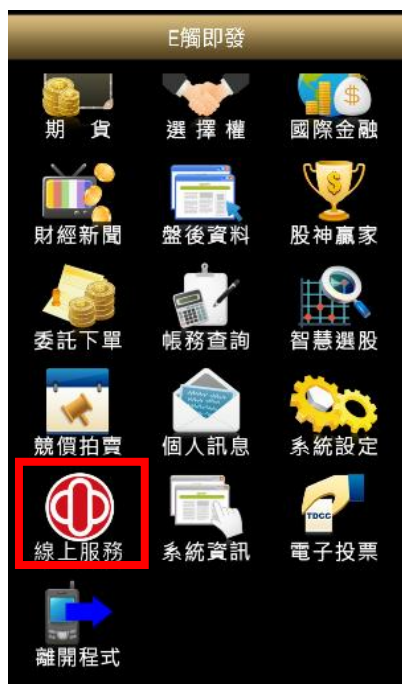 E觸即發
期 貨 選 擇 權 國際金融
財經新聞 盤後資料 股神贏家
委託下單 帳務查詢 智慧選股
競價拍賣 個人訊息 系統設定
TDCC
線上服務 系統資訊 電子投票
離開程式